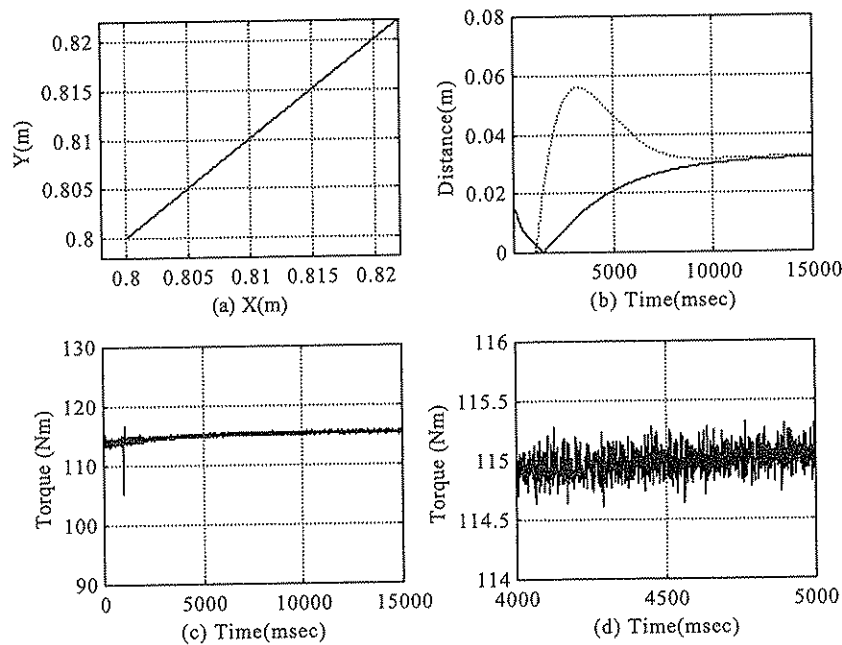 0.82
0.815
0.81
0.805
0.8
Y(m)
0.8 0.805 0.81 0.815 0.82
(a) X(m)
0.08
0.06
0.04
0.02
0
Distance(m)
5000 10000 15000
(b) Time(msec)
130
120
110
100
90
Torque (Nm)
0 5000 10000 15000
(c) Time(msec)
116
115.5
115
114.5
114
Torque (Nm)
4000 4500 5000
(d) Time(msec)